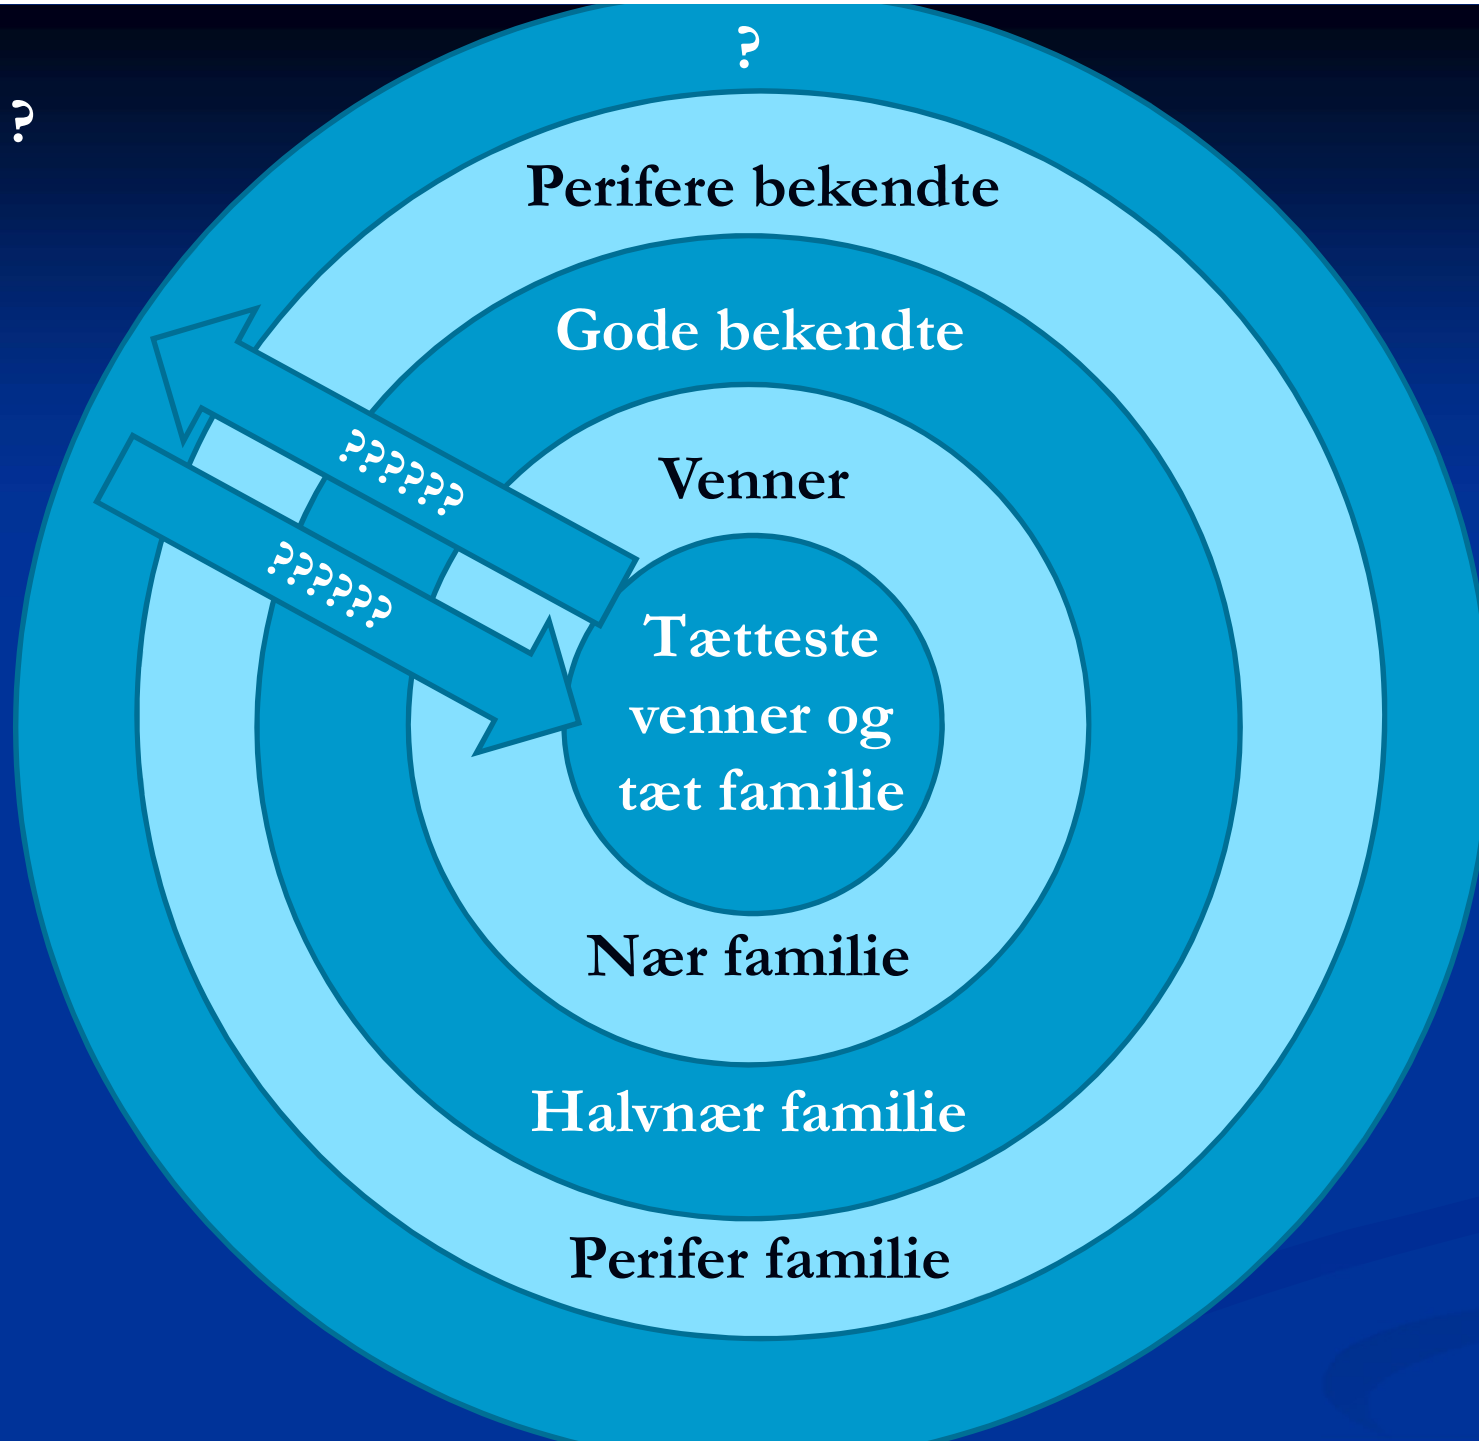 ?
?
Perifere bekendte
Gode bekendte
??????
Venner
??????
Tætteste
venner og
tæt familie
Nær familie
Halvnær familie
Perifer familie